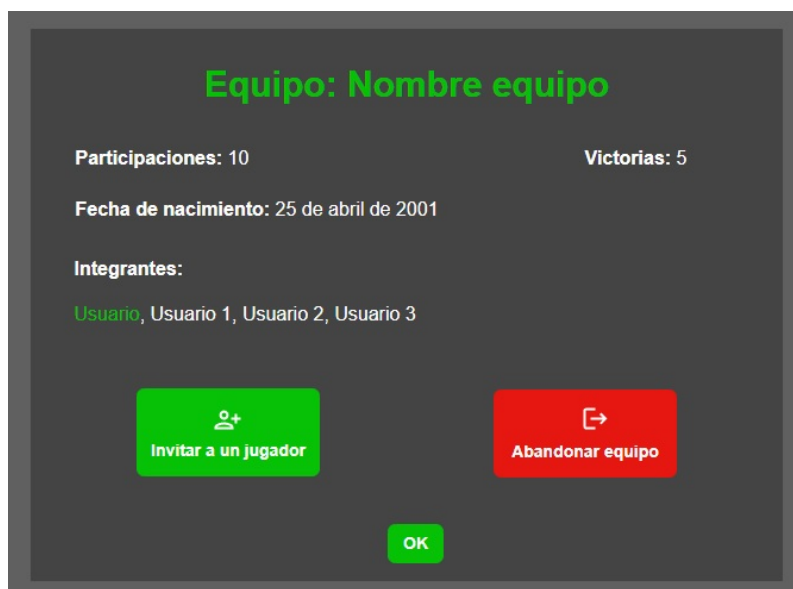 Equipo: Nombre equipo
Participaciones: 10 Victorias: 5
Fecha de nacimiento: 25 de abril de 2001
Integrantes:
Usuario, Usuario 1, Usuario 2, Usuario 3
Invitar a un jugador Abandonar equipo
OK